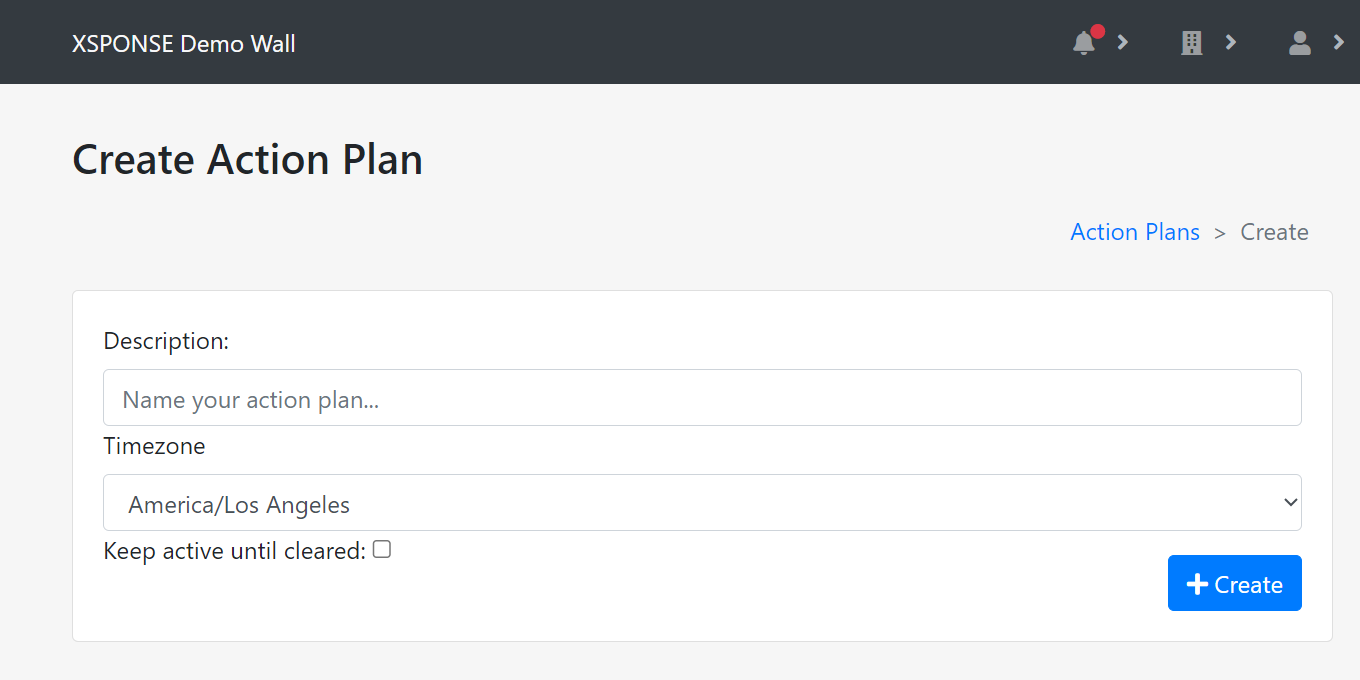 XSPONSE Demo Wall
Create Action Plan
Action Plans > Create
Description:
Name your action plan...
Timezone
America/Los Angeles
Keep active until cleared:
Create